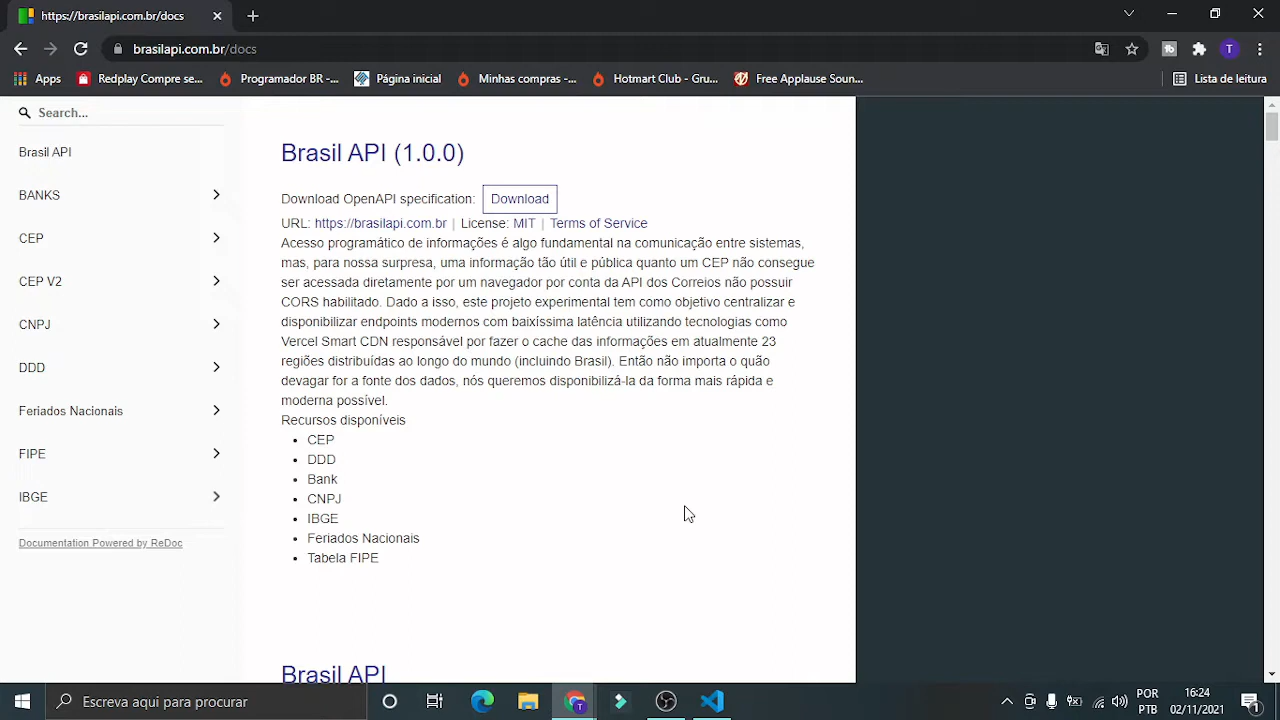 https://brasilapi.com.br/docs
brasilapi.com.br/docs
T
Apps
Redplay Compre se...
Programador BR -...
Página inicial
Minhas compras -...
Hotmart Club - Gru...
Free Applause Soun...
Lista de leitura
Search...
Brasil API
BANKS
CEP
CEP V2
CNPJ
DDD
Feriados Nacionais
FIPE
IBGE
Documentation Powered by ReDoc
Brasil API (1.0.0)
Download OpenAPI specification: Download
URL: https://brasilapi.com.br | License: MIT | Terms of Service
Acesso programático de informações é algo fundamental na comunicação entre sistemas,
mas, para nossa surpresa, uma informação tão útil e pública quanto um CEP não consegue
ser acessada diretamente por um navegador por conta da API dos Correios não possuir
CORS habilitado. Dado a isso, este projeto experimental tem como objetivo centralizar e
disponibilizar endpoints modernos com baixíssima latência utilizando tecnologias como
Vercel Smart CDN responsável por fazer o cache das informações em atualmente 23
regiões distribuídas ao longo do mundo (incluindo Brasil). Então não importa o quão
devagar for a fonte dos dados, nós queremos disponibilizá-la da forma mais rápida e
moderna possível.
Recursos disponíveis
• CEP
• DDD
• Bank
• CNPJ
• IBGE
• Feriados Nacionais
• Tabela FIPE
Brasil API
Escreva aqui para procurar
POR
PTB
16:24
02/11/2021
1